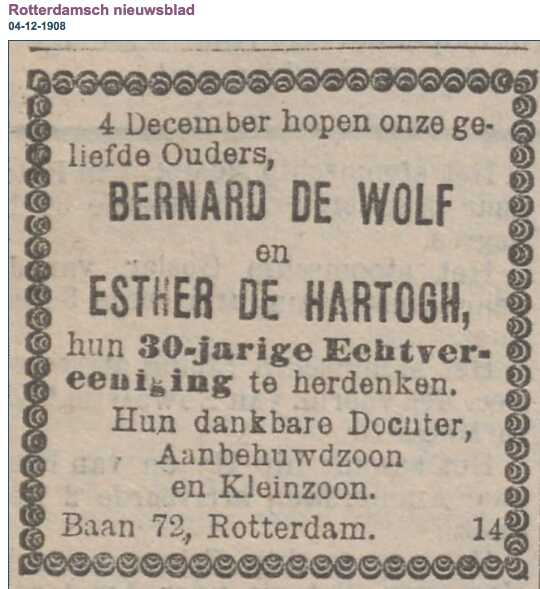 Rotterdamsch nieuwsblad
04-12-1908
4 December hopen onze ge-
liefde Ouders,
BERNARD DE WOLF
en
ESTHER DE HARTOGH,
hun 30-jarige Echtver-
eeniging te herdenken.
Hun dankbare Dochter,
Aanbehuwdzoon
en Kleinzoon.
Baan 72, Rotterdam. 14